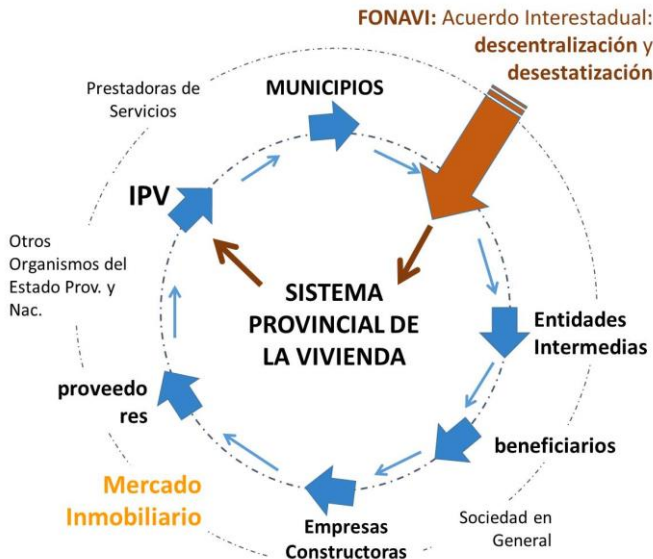 FONAVI: Acuerdo Interestadual:
descentralización y
desestatización
Prestadoras de
Servicios
MUNICIPIOS
IPV
Otros
Organismos del
Estado Prov. y
Nac.
SISTEMA
PROVINCIAL DE
LA VIVIENDA
Entidades
Intermedias
proveedo
res
beneficiarios
Mercado
Inmobiliario
Empresas
Constructoras
Sociedad en
General